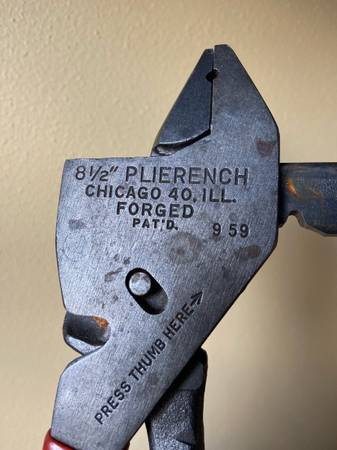 8½" PLIERENCH
CHICAGO 40, ILL.
FORGED
PAT'D. 9 59
PRESS THUMB HERE→